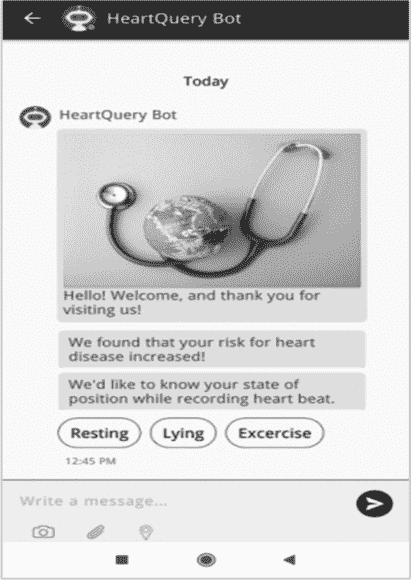 HeartQuery Bot
Today
HeartQuery Bot
Hello! Welcome, and thank you for
visiting us!
We found that your risk for heart
disease increased!
We'd like to know your state of
position while recording heart beat.
Resting Lying Excercise
12:45 PM
Write a message...